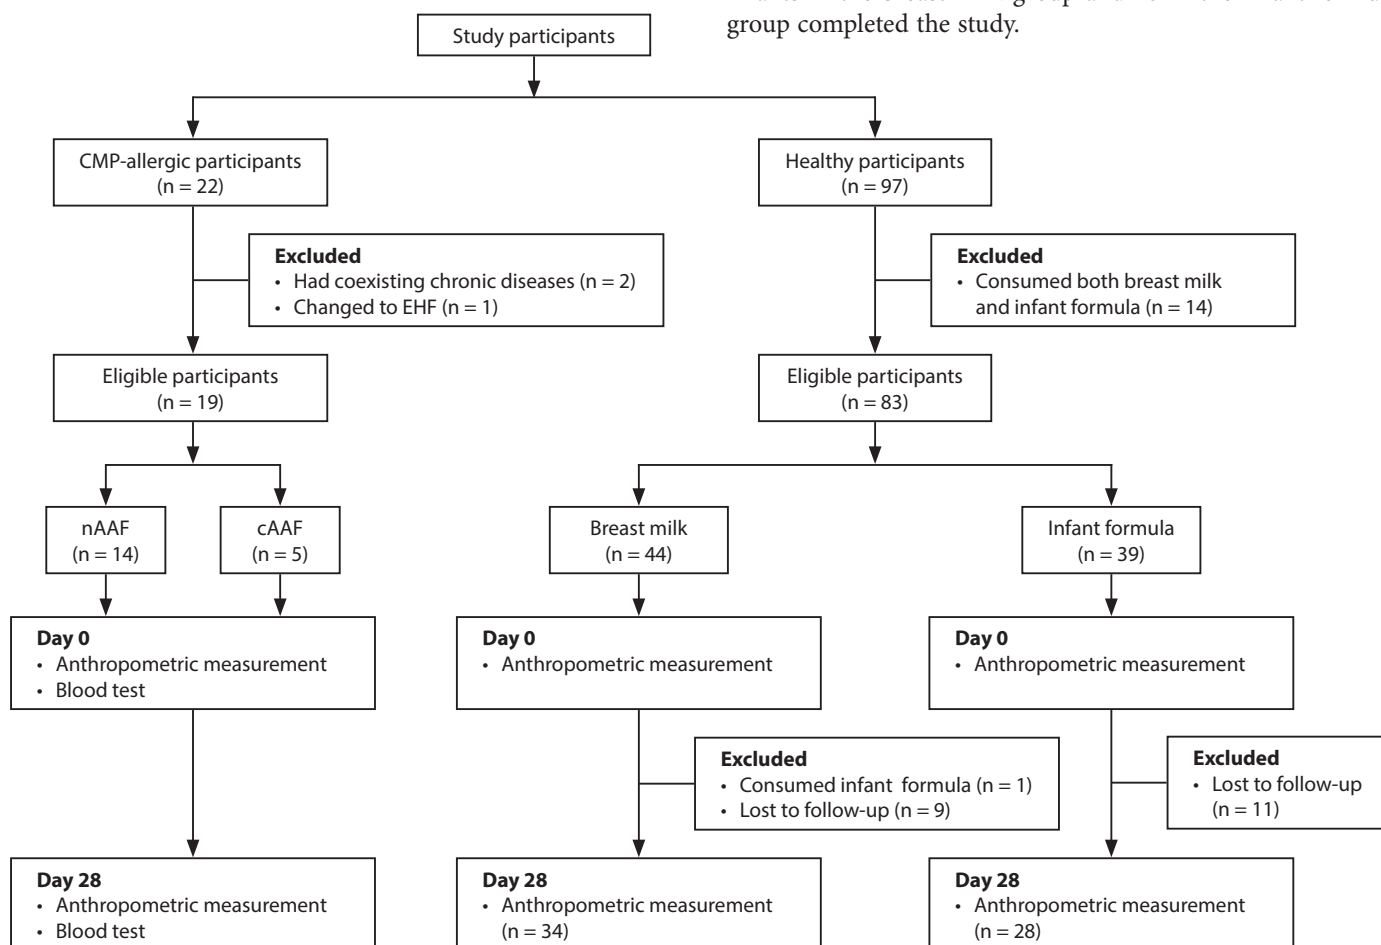 group completed the study.
Study participants
CMP-allergic participants
(n = 22)
Healthy participants
(n = 97)
Excluded
• Had coexisting chronic diseases (n = 2)
• Changed to EHF (n = 1)
Excluded
• Consumed both breast milk
and infant formula (n = 14)
Eligible participants
(n = 19)
Eligible participants
(n = 83)
nAAF
(n = 14)
cAAF
(n = 5)
Breast milk
(n = 44)
Infant formula
(n = 39)
Day 0
• Anthropometric measurement
• Blood test
Day 0
• Anthropometric measurement
Day 0
• Anthropometric measurement
Excluded
• Consumed infant formula (n = 1)
• Lost to follow-up (n = 9)
Excluded
• Lost to follow-up
(n = 11)
Day 28
• Anthropometric measurement
• Blood test
Day 28
• Anthropometric measurement
(n = 34)
Day 28
• Anthropometric measurement
(n = 28)